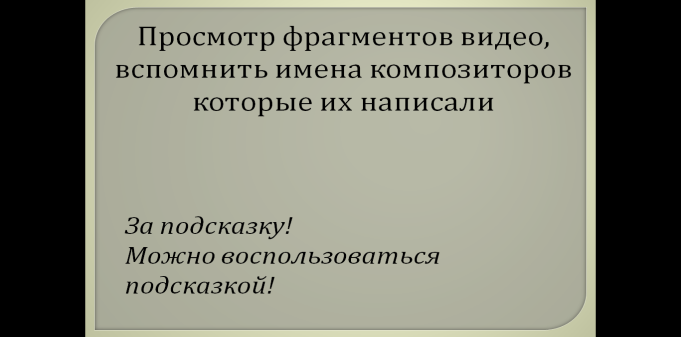 Просмотр фрагментов видео,
вспомнить имена композиторов
которые их написали
За подсказку!
Можно воспользоваться
подсказкой!